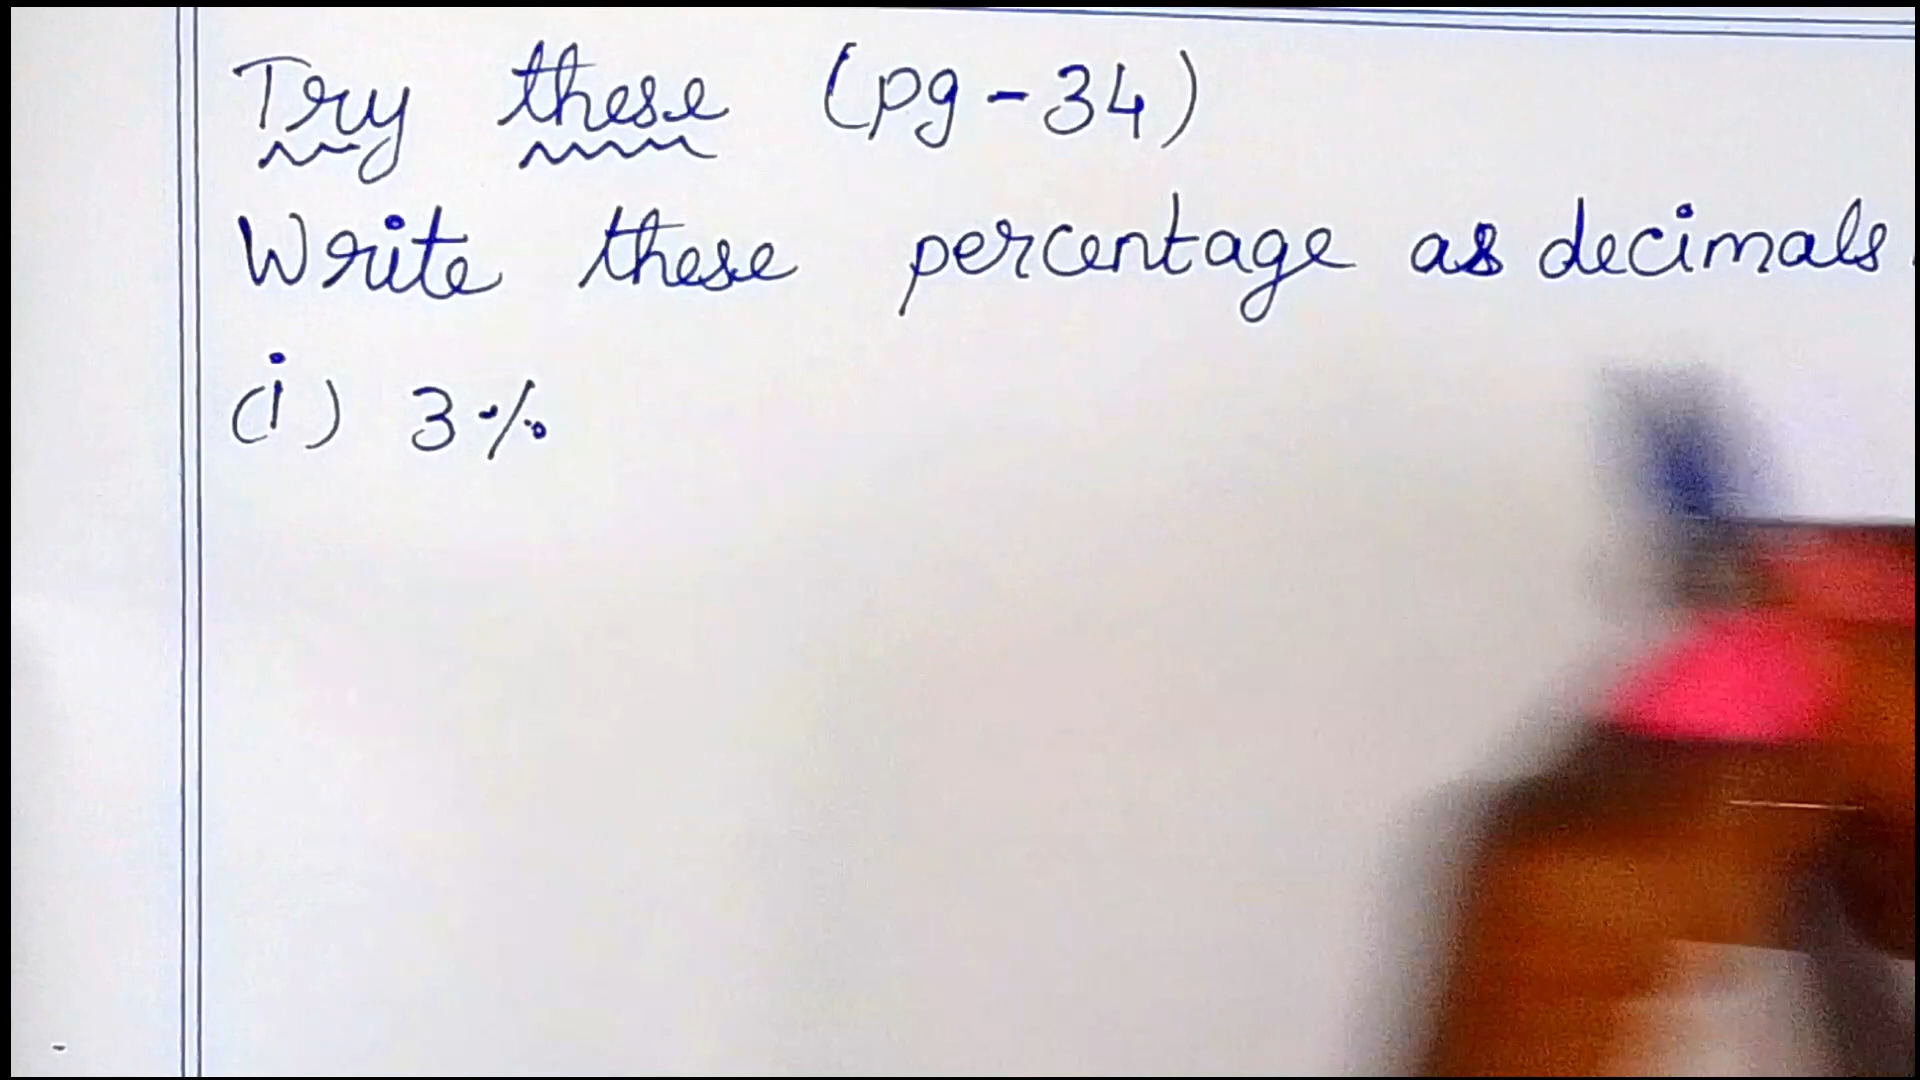 Try these (pg-34)
Write these percentage as decimals.
(i) 3%